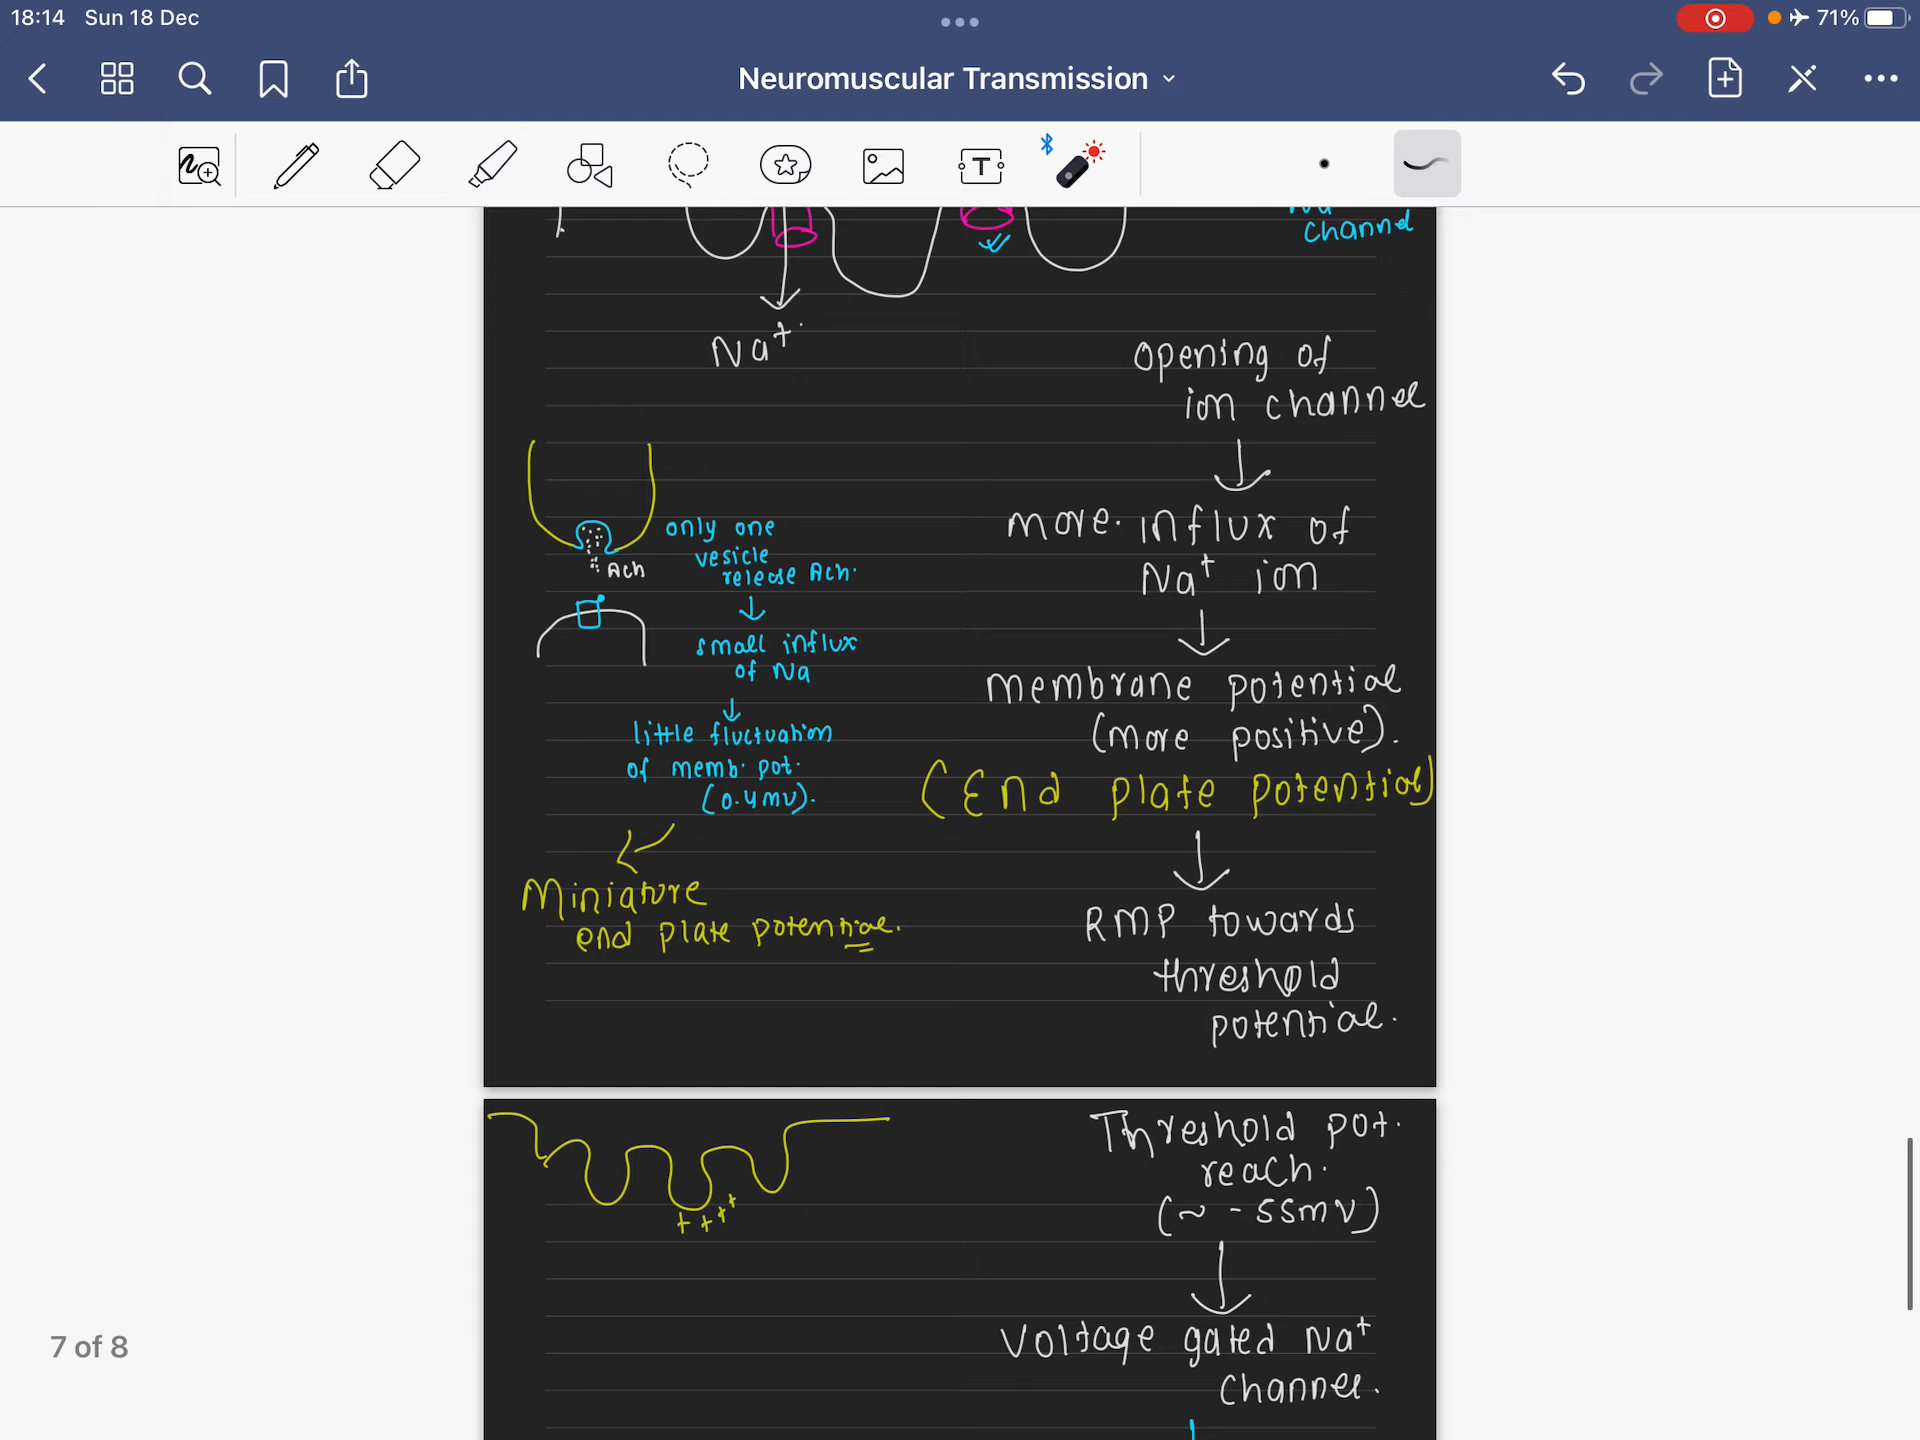 18:14 Sun 18 Dec
71%
Neuromuscular Transmission
T
Channel
Na+
Opening of
ion channel
more. influx of
Na+ ion
membrane potential
(more positive).
(End plate potential)
RMP towards
threshold
potential.
Ach
only one
vesicle
release Ach.
small influx
of Na
little fluctuation
of memb. pot.
(0.4mv).
Miniature
end plate potential.
++++
Threshold pot.
reach.
(~ -55mv)
Voltage gated Na+
Channel.
7 of 8